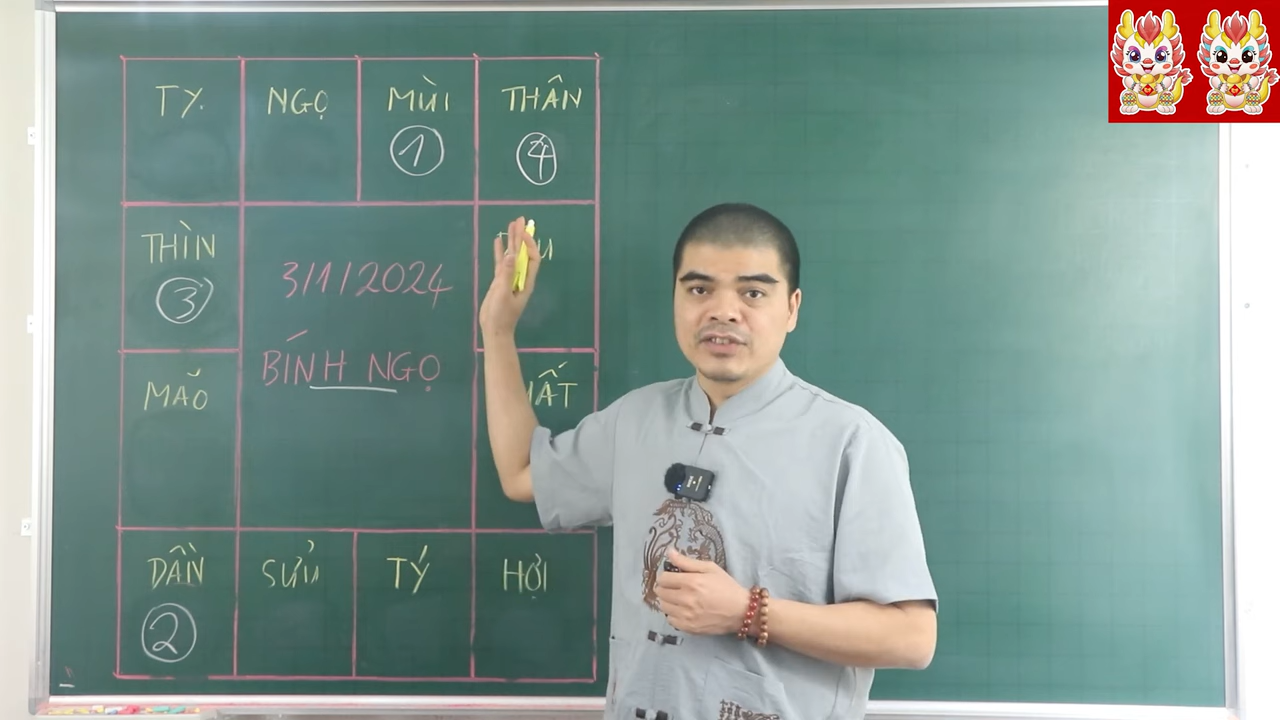 TỴ NGỌ MÙI THÂN
① ④
THÌN
③
3/1/2024
BÍNH NGỌ
MÃO
DẦN SỬU TÝ HỢI
②